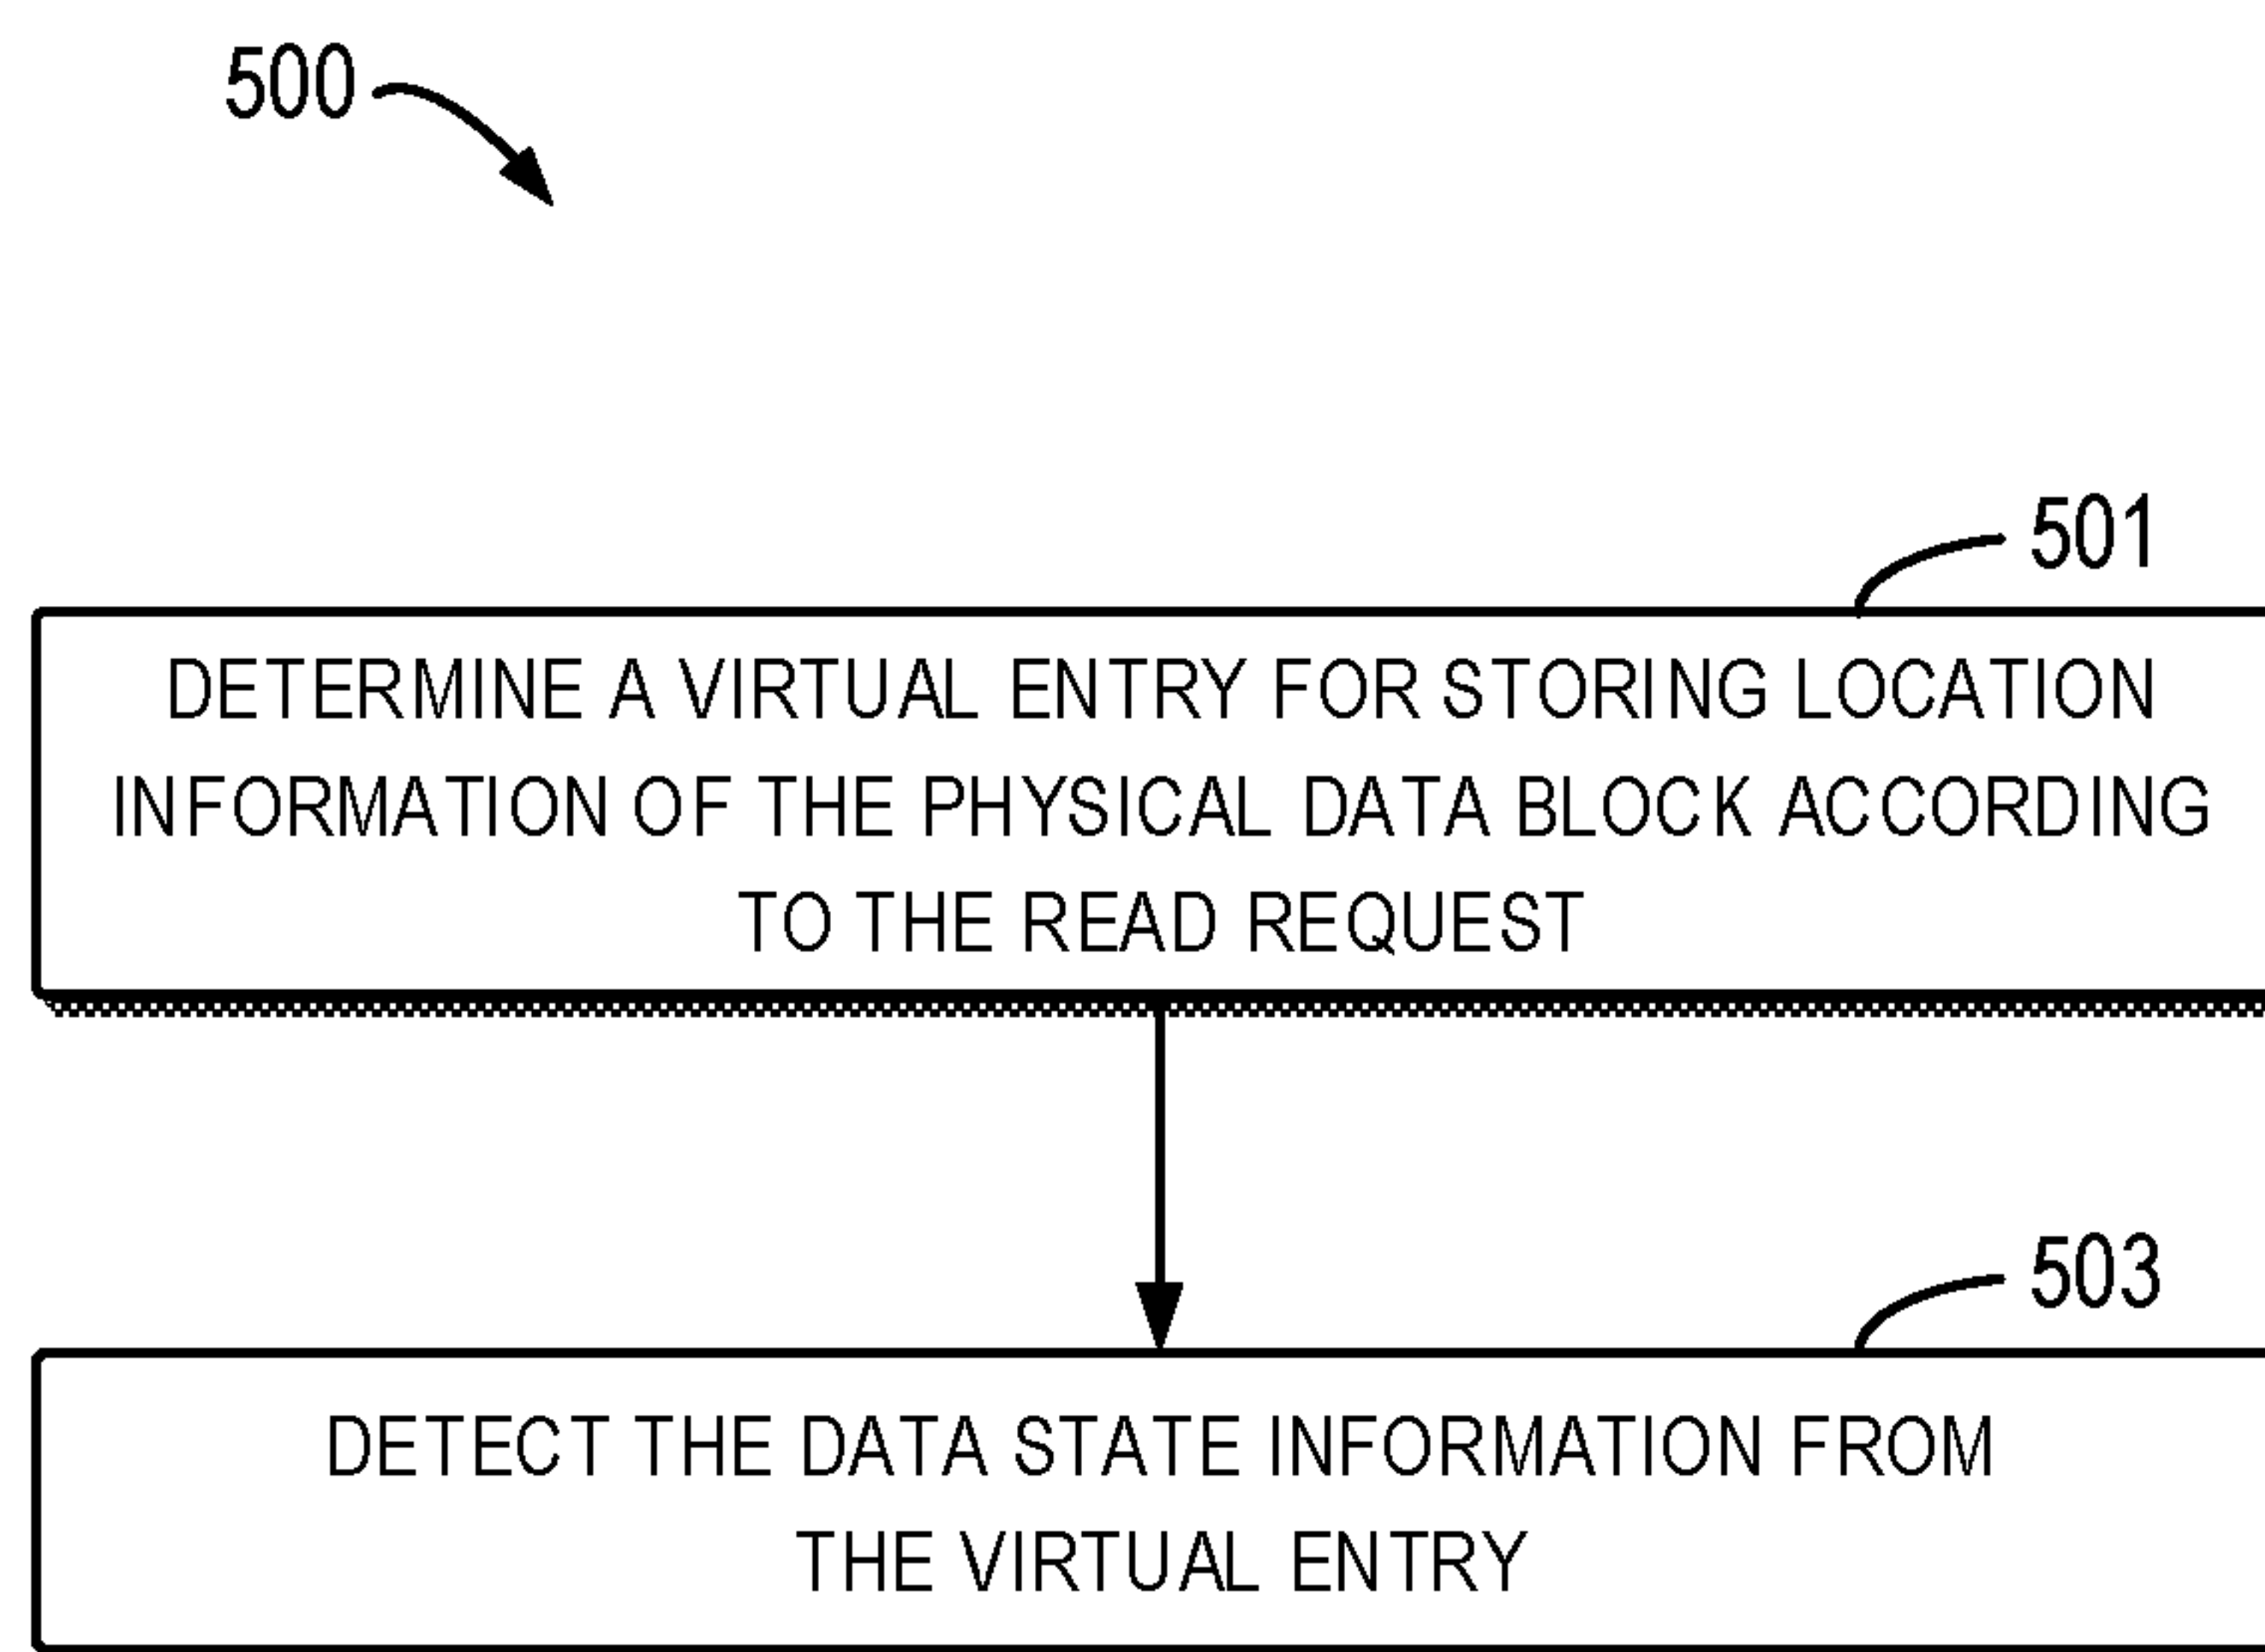 500
501
DETERMINE A VIRTUAL ENTRY FOR STORING LOCATION
INFORMATION OF THE PHYSICAL DATA BLOCK ACCORDING
TO THE READ REQUEST
503
DETECT THE DATA STATE INFORMATION FROM
THE VIRTUAL ENTRY